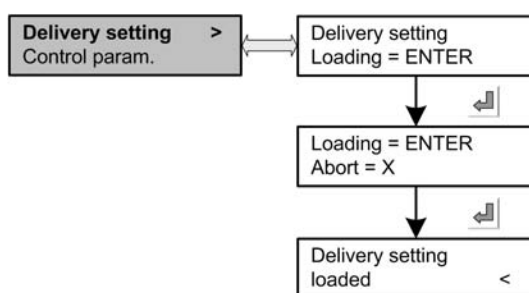 Delivery setting >
Control param.
Delivery setting
Loading = ENTER
Loading = ENTER
Abort = X
Delivery setting
loaded <